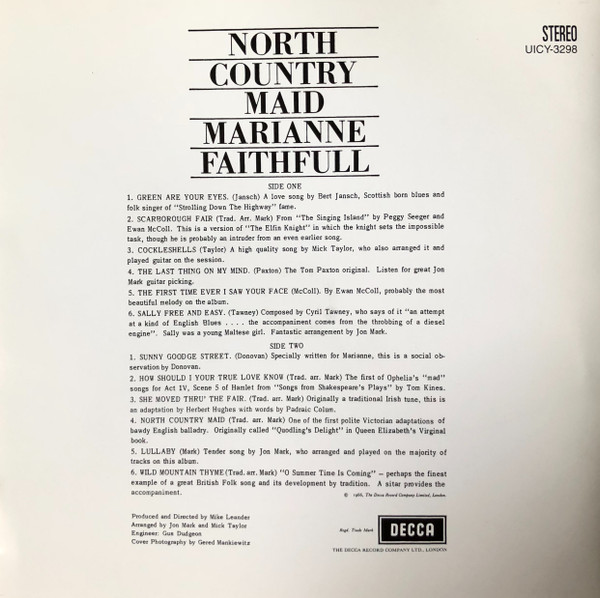 NORTH
COUNTRY
MAID
MARIANNE
FAITHFULL
STEREO
UICY-3298
SIDE ONE
1. GREEN ARE YOUR EYES. (Jansch) A love song by Bert Jansch, Scottish born blues and
folk singer of "Strolling Down The Highway" fame.
2. SCARBOROUGH FAIR (Trad. Arr. Mark) From "The Singing Island" by Peggy Seeger and
Ewan McColl. This is a version of "The Elfin Knight" in which the knight sets the impossible
task, though he is probably an intruder from an even earlier song.
3. COCKLESHELLS (Taylor) A high quality song by Mick Taylor, who also arranged it and
played guitar on the session.
4. THE LAST THING ON MY MIND. (Paxton) The Tom Paxton original. Listen for great Jon
Mark guitar picking.
5. THE FIRST TIME EVER I SAW YOUR FACE (McColl). By Ewan McColl, probably the most
beautiful melody on the album.
6. SALLY FREE AND EASY. (Tawney) Composed by Cyril Tawney, who says of it "an attempt
at a kind of English Blues . . . . the accompaniment comes from the throbbing of a diesel
engine". Sally was a young Maltese girl. Fantastic arrangement by Jon Mark.
SIDE TWO
1. SUNNY GOODGE STREET. (Donovan) Specially written for Marianne, this is a social ob-
servation by Donovan.
2. HOW SHOULD I YOUR TRUE LOVE KNOW (Trad. arr. Mark) The first of Ophelia's "mad"
songs for Act IV, Scene 5 of Hamlet from "Songs from Shakespeare's Plays" by Tom Kines.
3. SHE MOVED THRU' THE FAIR. (Trad. arr. Mark) Originally a traditional Irish tune, this is
an adaptation by Herbert Hughes with words by Padraic Colum.
4. NORTH COUNTRY MAID (Trad. arr. Mark) One of the first polite Victorian adaptations of
bawdy English balladry. Originally called "Quodling's Delight" in Queen Elizabeth's Virginal
book.
5. LULLABY (Mark) Tender song by Jon Mark, who arranged and played on the majority of
tracks on this album.
6. WILD MOUNTAIN THYME (Trad. arr. Mark) "O Summer Time Is Coming" – perhaps the finest
example of a great British Folk song and its development by tradition. A sitar provides the
accompaniment.
© 1966, The Decca Record Company Limited, London.
Produced and Directed by Mike Leander
Arranged by Jon Mark and Mick Taylor
Engineer: Gus Dudgeon
Cover Photography by Gered Mankiewitz
Regd. Trade Mark
DECCA
THE DECCA RECORD COMPANY LTD., LONDON